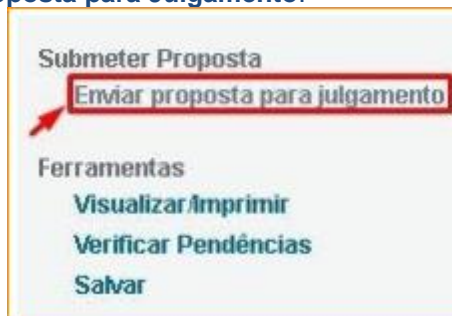 posta para Julgamento.
Submeter Proposta
Enviar proposta para julgamento
Ferramentas
Visualizar/Imprimir
Verificar Pendências
Salvar